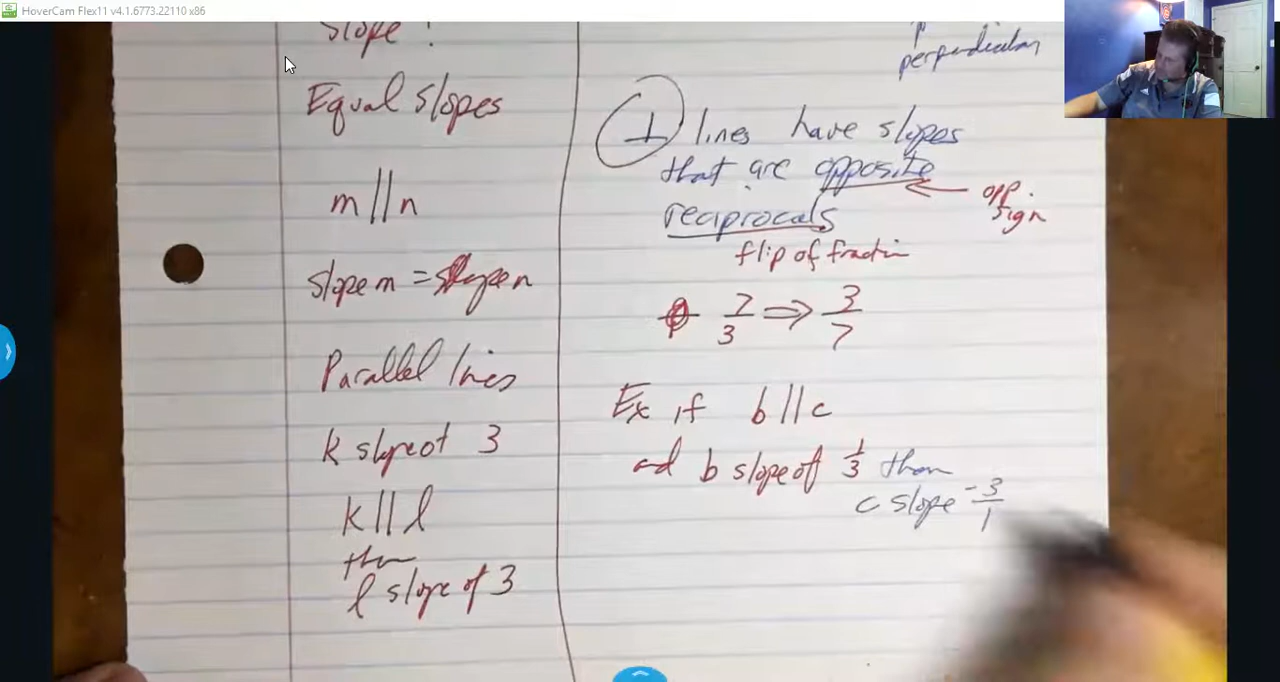 HoverCam Flex11 v4.1.6773.22110 x86
Slope?
Equal slopes
m || n
slope m = slope n
Parallel lines
k slope of 3
k || l
then
l slope of 3
perpendicular
⊥ lines have slopes
that are opposite
opp.
sign
reciprocals
flip of fraction
7/3 ⇒ 3/7
Ex if b || c
and b slope of 1/3 then
c slope -3/1